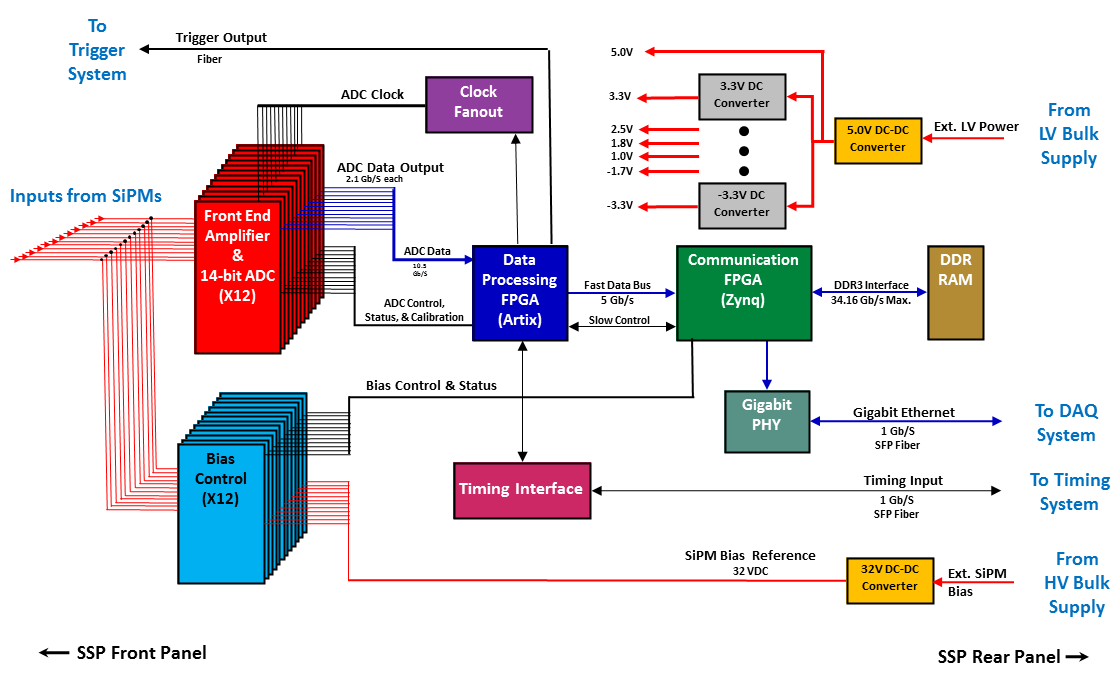 To
Trigger
System
Trigger Output
Fiber
ADC Clock
Clock
Fanout
5.0V
3.3V
2.5V
1.8V
1.0V
-1.7V
-3.3V
3.3V DC
Converter
-3.3V DC
Converter
5.0V DC-DC
Converter
Ext. LV Power
From
LV Bulk
Supply
Inputs from SiPMs
ADC Data Output
2.1 Gb/S each
Front End
Amplifier
&
14-bit ADC
(X12)
ADC Data
10.3
Gb/S
ADC Control,
Status, & Calibration
Data
Processing
FPGA
(Artix)
Fast Data Bus
5 Gb/s
Slow Control
Communication
FPGA
(Zynq)
DDR3 Interface
34.16 Gb/s Max.
DDR
RAM
Bias Control & Status
Gigabit
PHY
Gigabit Ethernet
1 Gb/S
SFP Fiber
To DAQ
System
Bias
Control
(X12)
Timing Interface
Timing Input
1 Gb/S
SFP Fiber
To Timing
System
SiPM Bias Reference
32 VDC
32V DC-DC
Converter
Ext. SiPM
Bias
From
HV Bulk
Supply
SSP Front Panel
SSP Rear Panel